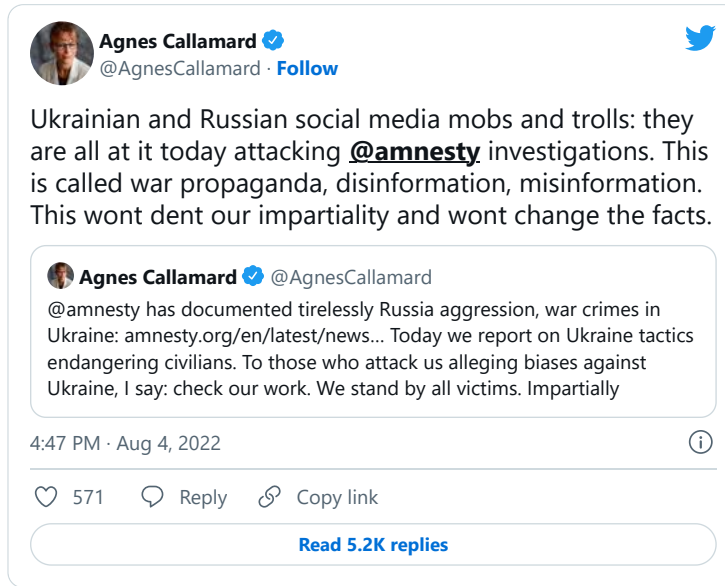 Agnes Callamard
@AgnesCallamard · Follow
Ukrainian and Russian social media mobs and trolls: they
are all at it today attacking @amnesty investigations. This
is called war propaganda, disinformation, misinformation.
This wont dent our impartiality and wont change the facts.
Agnes Callamard @AgnesCallamard
@amnesty has documented tirelessly Russia aggression, war crimes in
Ukraine: amnesty.org/en/latest/news... Today we report on Ukraine tactics
endangering civilians. To those who attack us alleging biases against
Ukraine, I say: check our work. We stand by all victims. Impartially
4:47 PM · Aug 4, 2022
571 Reply Copy link
Read 5.2K replies